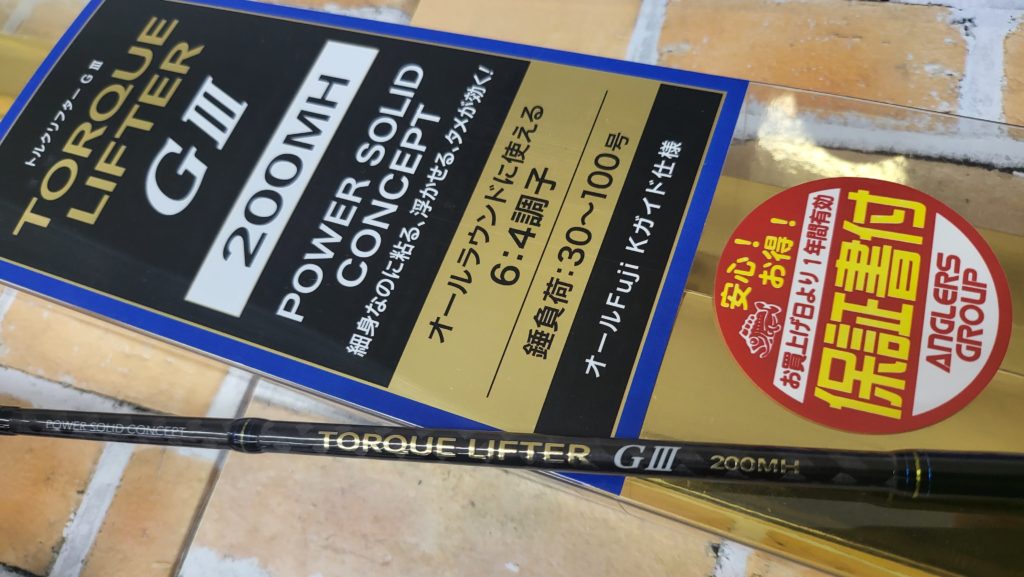 トルクリフター G Ⅲ
TORQUE
LIFTER
G Ⅲ
200MH
POWER SOLID
CONCEPT
細身なのに粘る、浮かせる、タメが効く!
オールラウンドに使える
6:4調子
錘負荷:30〜100号
オールFuji Kガイド仕様
安心!
お得!
お買上げ日より1年間有効
保証書付
ANGLERS
GROUP
POWER SOLID CONCEPT
TORQUE LIFTER GⅢ 200MH